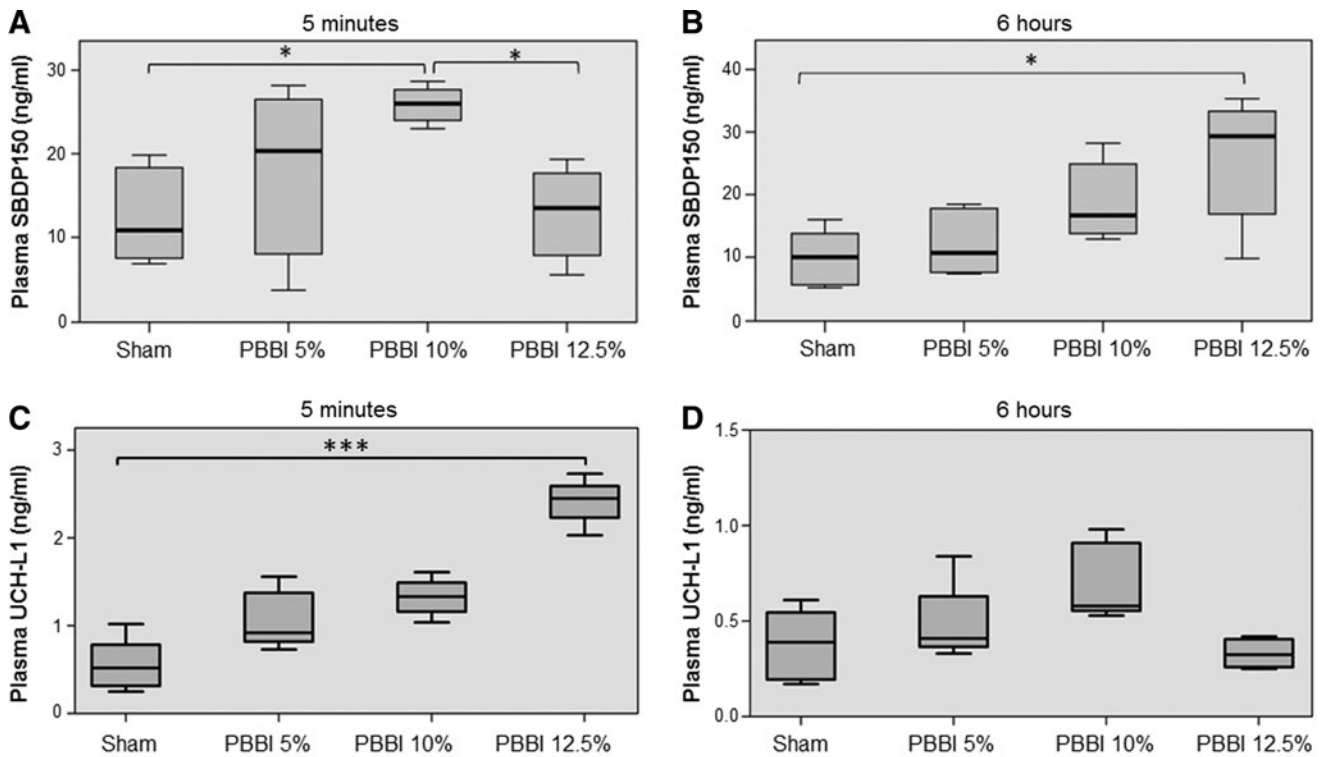 A
5 minutes
Plasma SBDP150 (ng/ml)
30
20
10
0
*
*
Sham PBBI 5% PBBI 10% PBBI 12.5%
B
6 hours
Plasma SBDP150 (ng/ml)
40
30
20
10
0
*
Sham PBBI 5% PBBI 10% PBBI 12.5%
C
5 minutes
Plasma UCH-L1 (ng/ml)
3
2
1
0
***
Sham PBBI 5% PBBI 10% PBBI 12.5%
D
6 hours
Plasma UCH-L1 (ng/ml)
1.5
1.0
0.5
0.0
Sham PBBI 5% PBBI 10% PBBI 12.5%